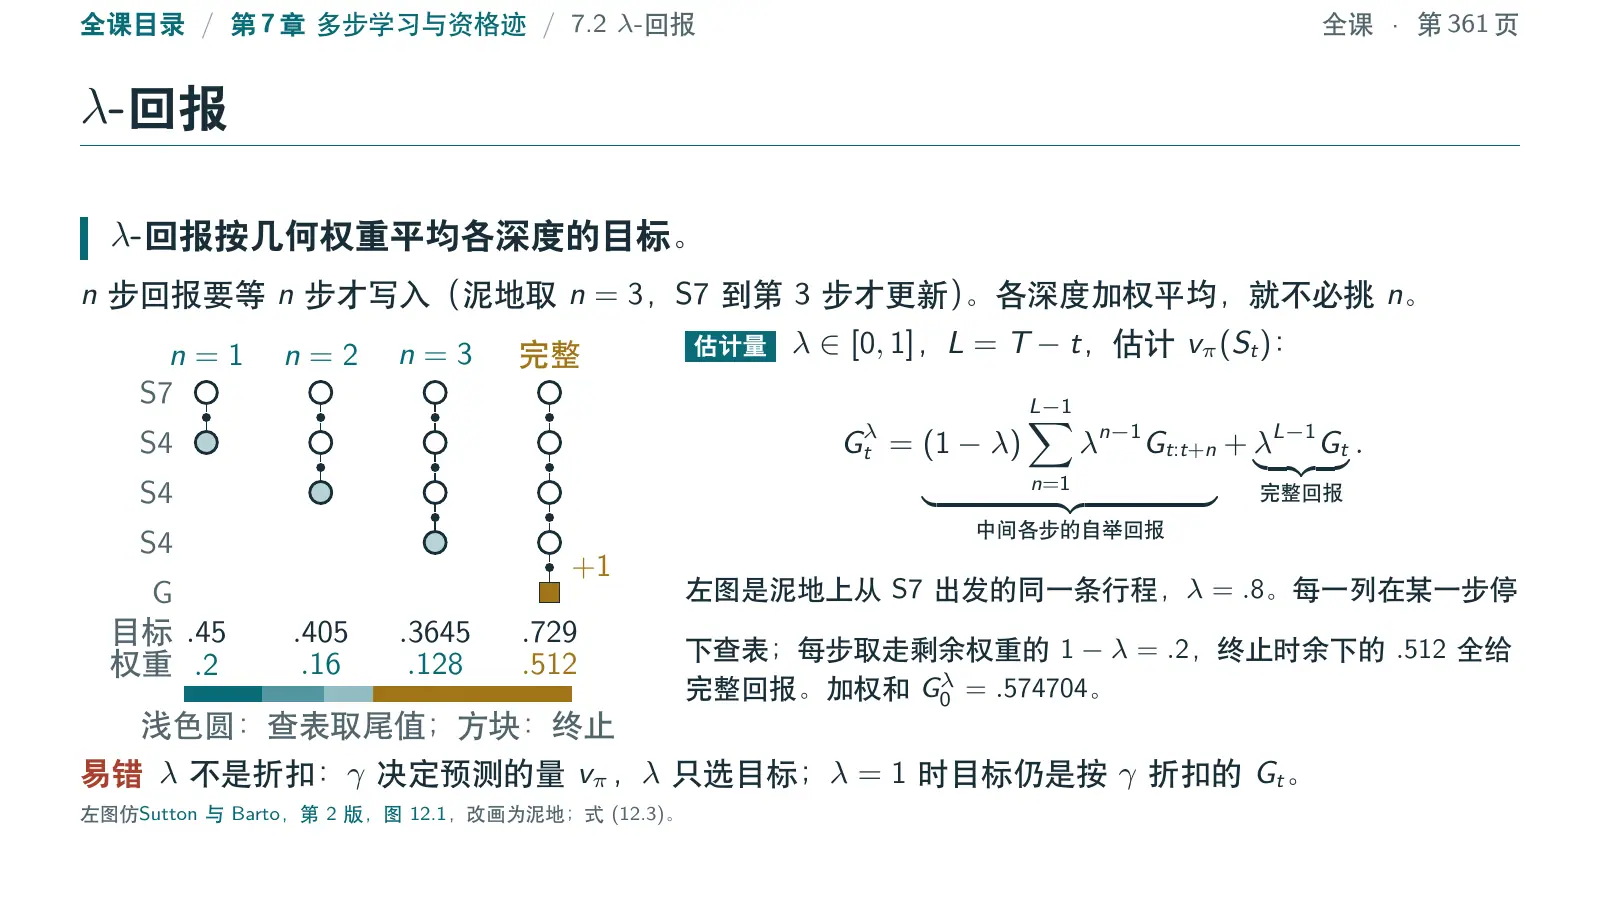 全课目录 / 第 7 章 多步学习与资格迹 / 7.2 λ-回报
全课 · 第 361 页
λ-回报
λ-回报按几何权重平均各深度的目标。
n 步回报要等 n 步才写入（泥地取 n = 3，S7 到第 3 步才更新）。各深度加权平均，就不必挑 n。
n = 1 n = 2 n = 3 完整
S7
S4
S4
S4
+1
G
目标 .45 .405 .3645 .729
权重 .2 .16 .128 .512
浅色圆：查表取尾值；方块：终止
估计量 λ ∈ [0, 1]，L = T − t，估计 vπ(St)：
G_t^λ = (1 − λ) ∑_{n=1}^{L−1} λ^{n−1} G_{t:t+n} + λ^{L−1} G_t .
完整回报
中间各步的自举回报
左图是泥地上从 S7 出发的同一条行程，λ = .8。每一列在某一步停
下查表；每步取走剩余权重的 1 − λ = .2，终止时余下的 .512 全给
完整回报。加权和 G_0^λ = .574704。
易错 λ 不是折扣：γ 决定预测的量 vπ，λ 只选目标；λ = 1 时目标仍是按 γ 折扣的 Gt。
左图仿Sutton 与 Barto，第 2 版，图 12.1，改画为泥地；式 (12.3)。